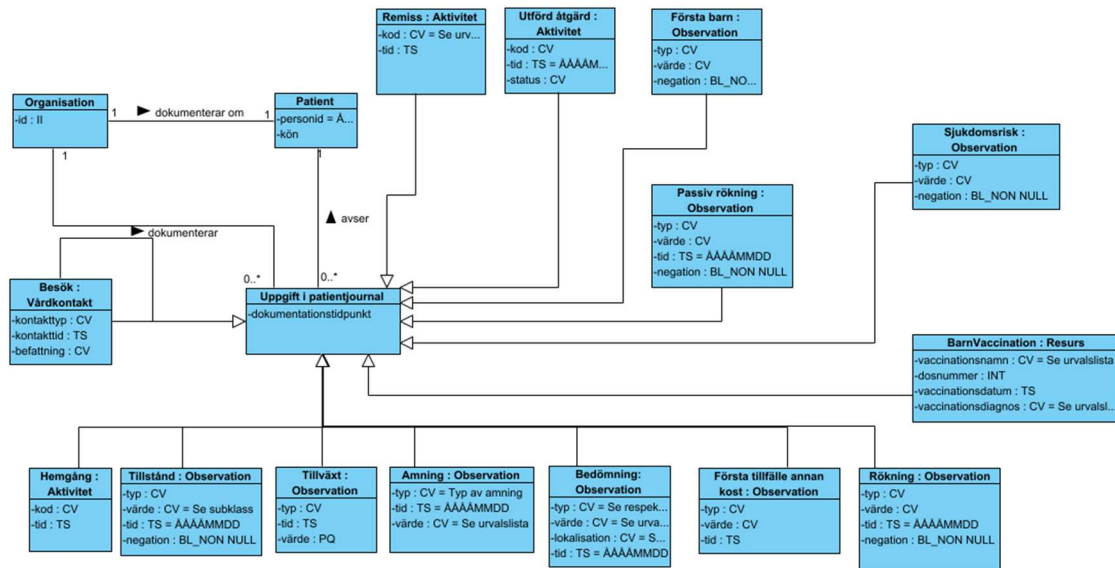 Remiss : Aktivitet
-kod : CV = Se urv...
-tid : TS
Utförd åtgärd :
Aktivitet
-kod : CV
-tid : TS = ÅÅÅÅM...
-status : CV
Första barn :
Observation
-typ : CV
-värde : CV
-negation : BL_NO...
Organisation
-id : II
1
dokumenterar om
1
Patient
-personid = Å...
-kön
1
1
Sjukdomsrisk :
Observation
-typ : CV
-värde : CV
-negation : BL_NON NULL
Passiv rökning :
Observation
-typ : CV
-värde : CV
-tid : TS = ÅÅÅÅMMDD
-negation : BL_NON NULL
avser
dokumenterar
0..*
0..*
Besök :
Vårdkontakt
-kontakttyp : CV
-kontakttid : TS
-befattning : CV
Uppgift i patientjournal
-dokumentationstidpunkt
BarnVaccination : Resurs
-vaccinationsnamn : CV = Se urvalslista
-dosnummer : INT
-vaccinationsdatum : TS
-vaccinationsdiagnos : CV = Se urvalsl...
Hemgång :
Aktivitet
-kod : CV
-tid : TS
Tillstånd : Observation
-typ : CV
-värde : CV = Se subklass
-tid : TS = ÅÅÅÅMMDD
-negation : BL_NON NULL
Tillväxt :
Observation
-typ : CV
-tid : TS
-värde : PQ
Amning : Observation
-typ : CV = Typ av amning
-tid : TS = ÅÅÅÅMMDD
-värde : CV = Se urvalslista
Bedömning:
Observation
-typ : CV = Se respek...
-värde : CV = Se urva...
-lokalisation : CV = S...
-tid : TS = ÅÅÅÅMMDD
Första tillfälle annan
kost : Observation
-typ : CV
-värde : CV
-tid : TS
Rökning : Observation
-typ : CV
-värde : CV
-tid : TS = ÅÅÅÅMMDD
-negation : BL_NON NULL